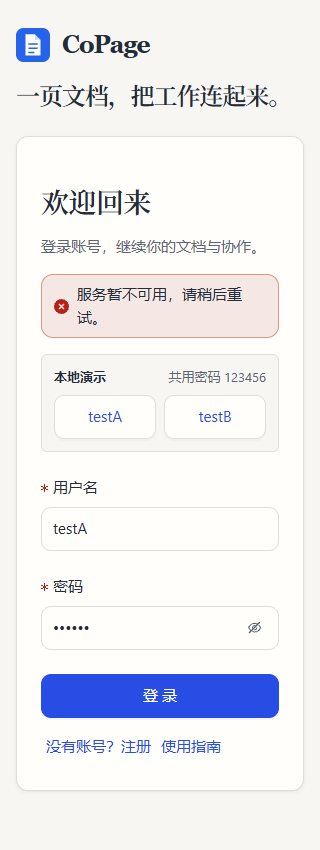 CoPage
一页文档，把工作连起来。
欢迎回来
登录账号，继续你的文档与协作。
服务暂不可用，请稍后重
试。
本地演示 共用密码 123456
testA testB
* 用户名
testA
* 密码
••••••
登录
没有账号？注册 使用指南